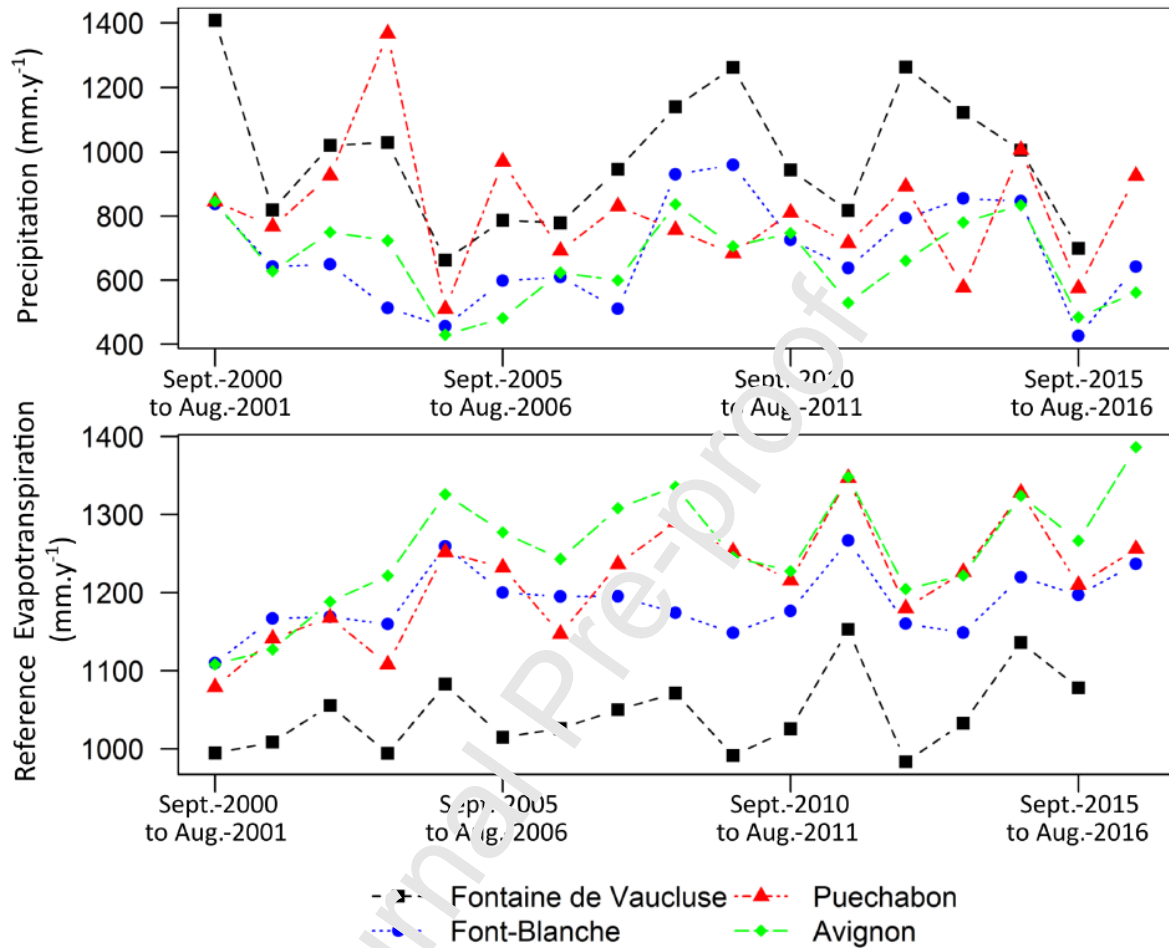 Precipitation (mm.y-1)
1400
1200
1000
800
600
400
Sept.-2000
to Aug.-2001
Sept.-2005
to Aug.-2006
Sept.-2010
to Aug.-2011
Sept.-2015
to Aug.-2016
Reference Evapotranspiration
(mm.y-1)
1400
1300
1200
1100
1000
Sept.-2000
to Aug.-2001
Sept.-2005
to Aug.-2006
Sept.-2010
to Aug.-2011
Sept.-2015
to Aug.-2016
Fontaine de Vaucluse
Puechabon
Font-Blanche
Avignon
urnal Pre-proof